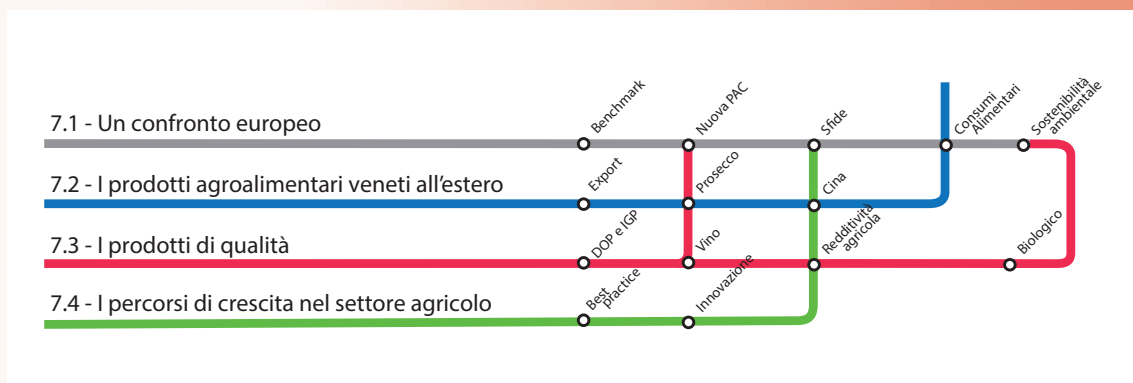 7.1 - Un confronto europeo
Benchmark
Nuova PAC
Sfide
Consumi
Alimentari
Sostenibilità
ambientale
7.2 - I prodotti agroalimentari veneti all'estero
Export
Prosecco
Cina
7.3 - I prodotti di qualità
DOP e IGP
Vino
Redditività
agricola
Biologico
7.4 - I percorsi di crescita nel settore agricolo
Best
practice
Innovazione